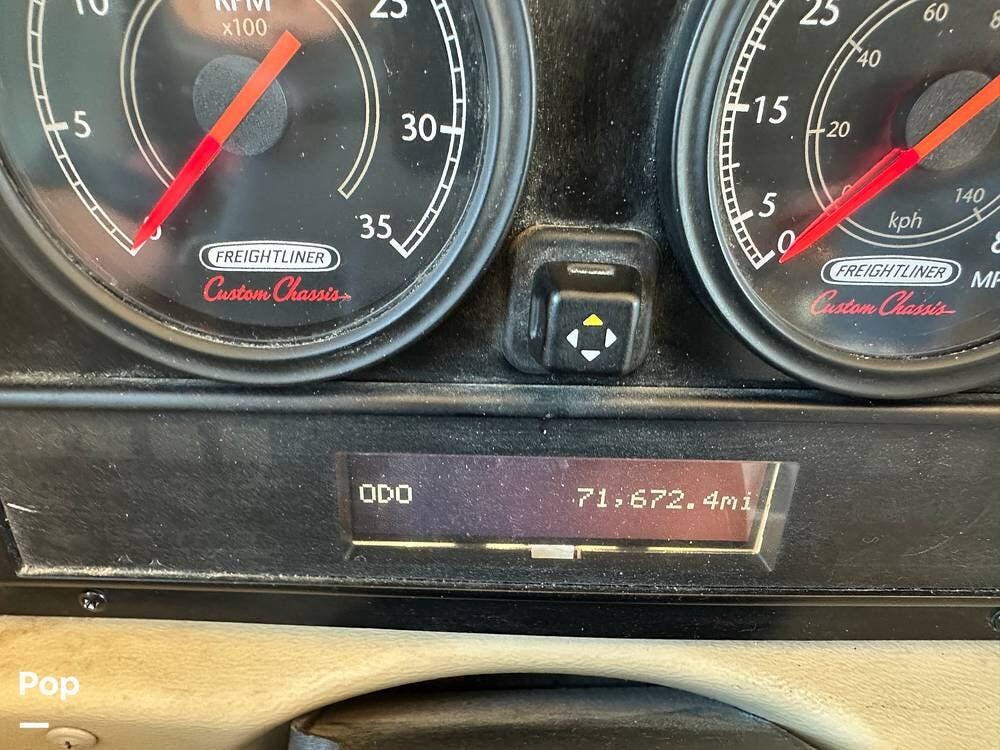 10
RPM
x100
25
5
30
35
FREIGHTLINER
Custom Chassis
25
15
5
0
60
40
20
0
140
kph
FREIGHTLINER
Custom Chassis
ODO 71,672.4mi
Pop